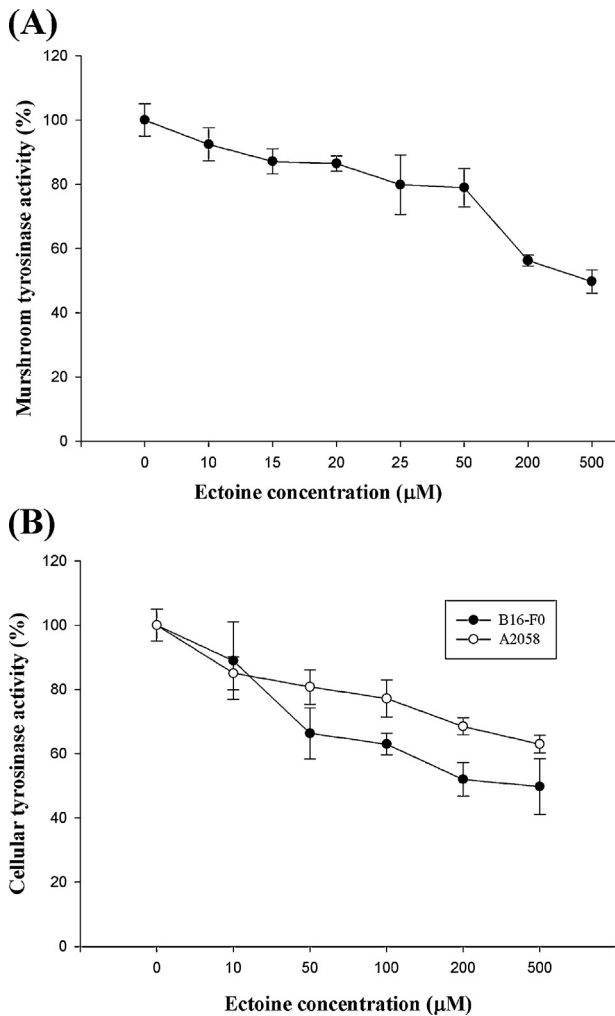 (A)
120
100
80
60
40
20
0
Murshroom tyrosinase activity (%)
0 10 15 20 25 50 200 500
Ectoine concentration (μM)
(B)
120
100
80
60
40
20
0
Cellular tyrosinase activity (%)
B16-F0
A2058
0 10 50 100 200 500
Ectoine concentration (μM)